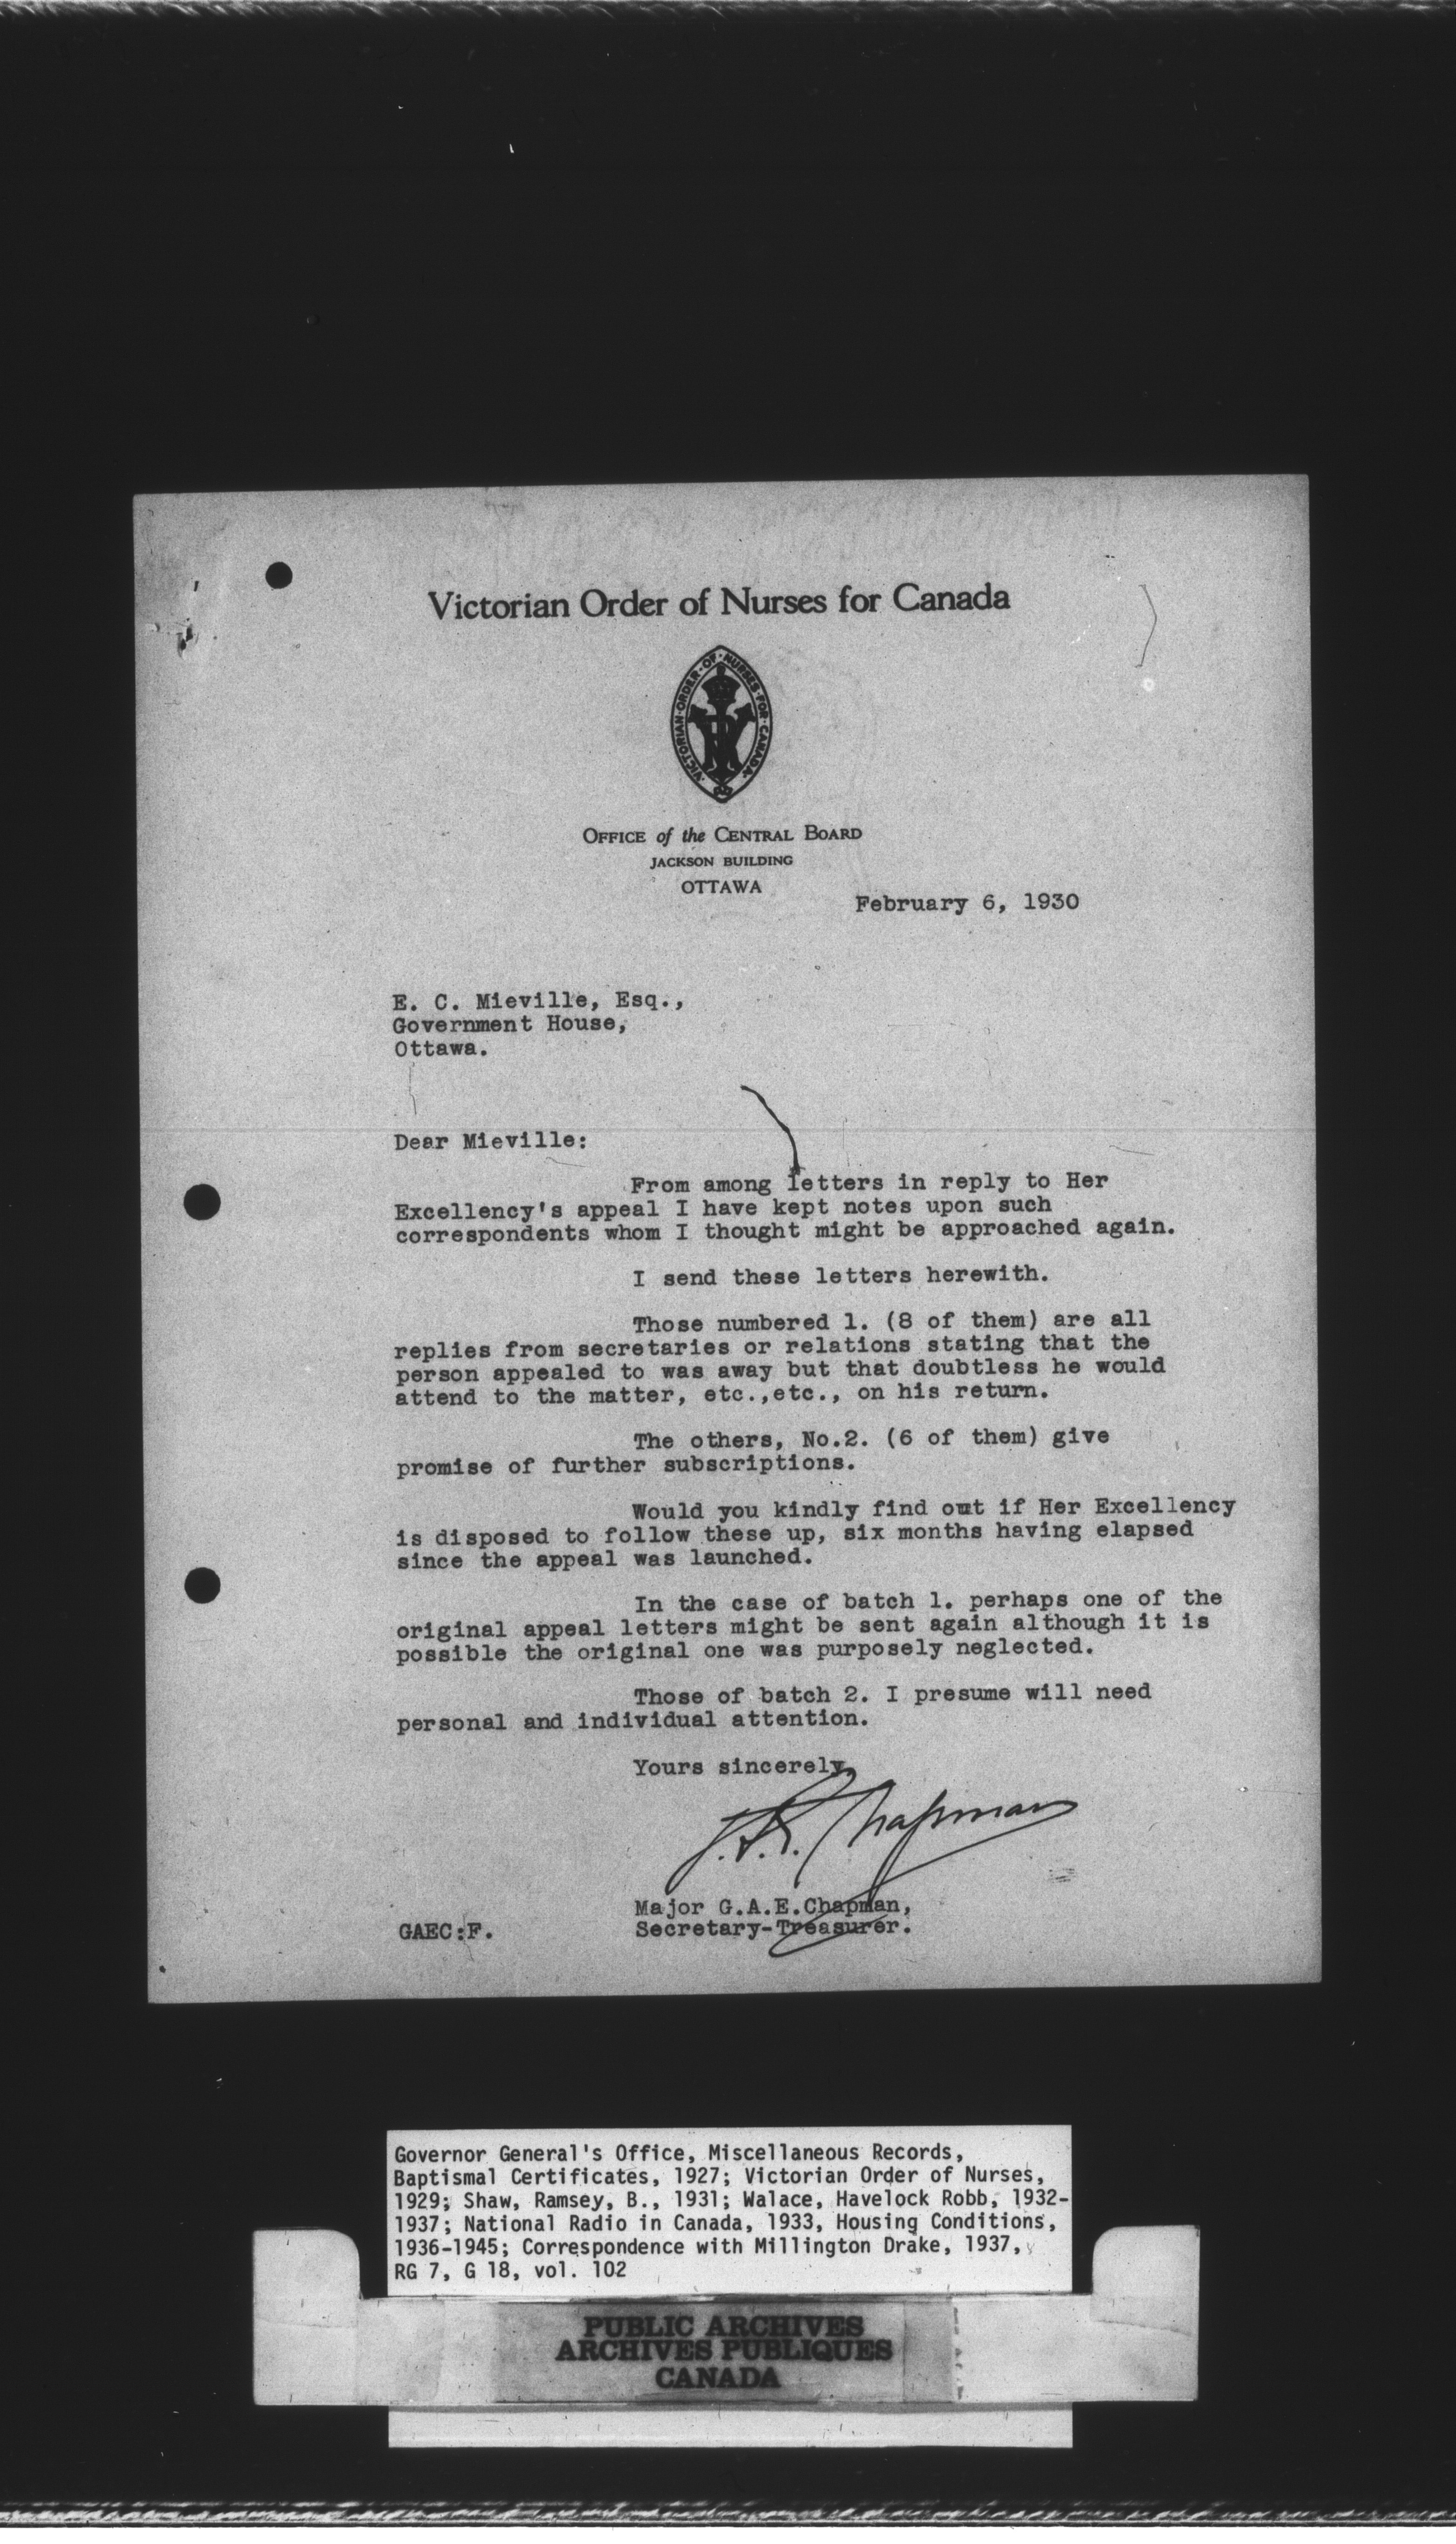 Victorian Order of Nurses for Canada
VICTORIAN·ORDER·OF·NURSES·FOR·CANADA
OFFICE of the CENTRAL BOARD
JACKSON BUILDING
OTTAWA
February 6, 1930
E. C. Mieville, Esq.,
Government House,
Ottawa.
Dear Mieville:
From among letters in reply to Her
Excellency's appeal I have kept notes upon such
correspondents whom I thought might be approached again.
I send these letters herewith.
Those numbered 1. (8 of them) are all
replies from secretaries or relations stating that the
person appealed to was away but that doubtless he would
attend to the matter, etc.,etc., on his return.
The others, No.2. (6 of them) give
promise of further subscriptions.
Would you kindly find out if Her Excellency
is disposed to follow these up, six months having elapsed
since the appeal was launched.
In the case of batch 1. perhaps one of the
original appeal letters might be sent again although it is
possible the original one was purposely neglected.
Those of batch 2. I presume will need
personal and individual attention.
Yours sincerely,
Chapman
Major G.A.E.Chapman,
Secretary-Treasurer.
GAEC:F.
Governor General's Office, Miscellaneous Records,
Baptismal Certificates, 1927; Victorian Order of Nurses,
1929; Shaw, Ramsey, B., 1931; Walace, Havelock Robb, 1932-
1937; National Radio in Canada, 1933, Housing Conditions,
1936-1945; Correspondence with Millington Drake, 1937,
RG 7, G 18, vol. 102
PUBLIC ARCHIVES
ARCHIVES PUBLIQUES
CANADA